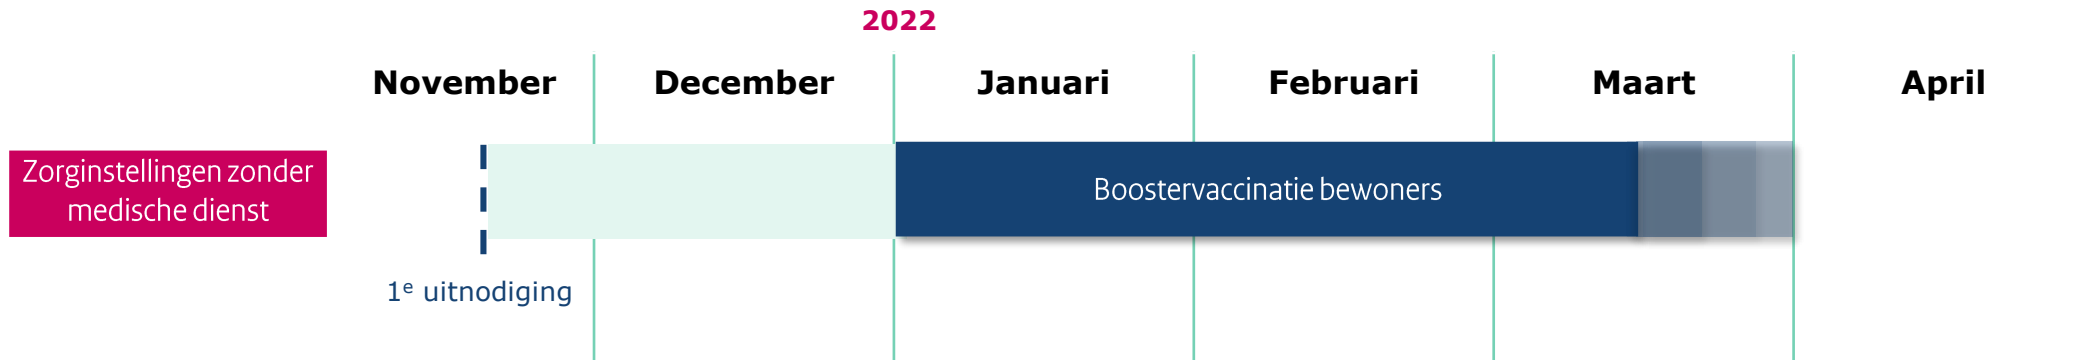 2022
November December Januari Februari Maart April
Zorginstellingen zonder
medische dienst
Boostervaccinatie bewoners
1e uitnodiging